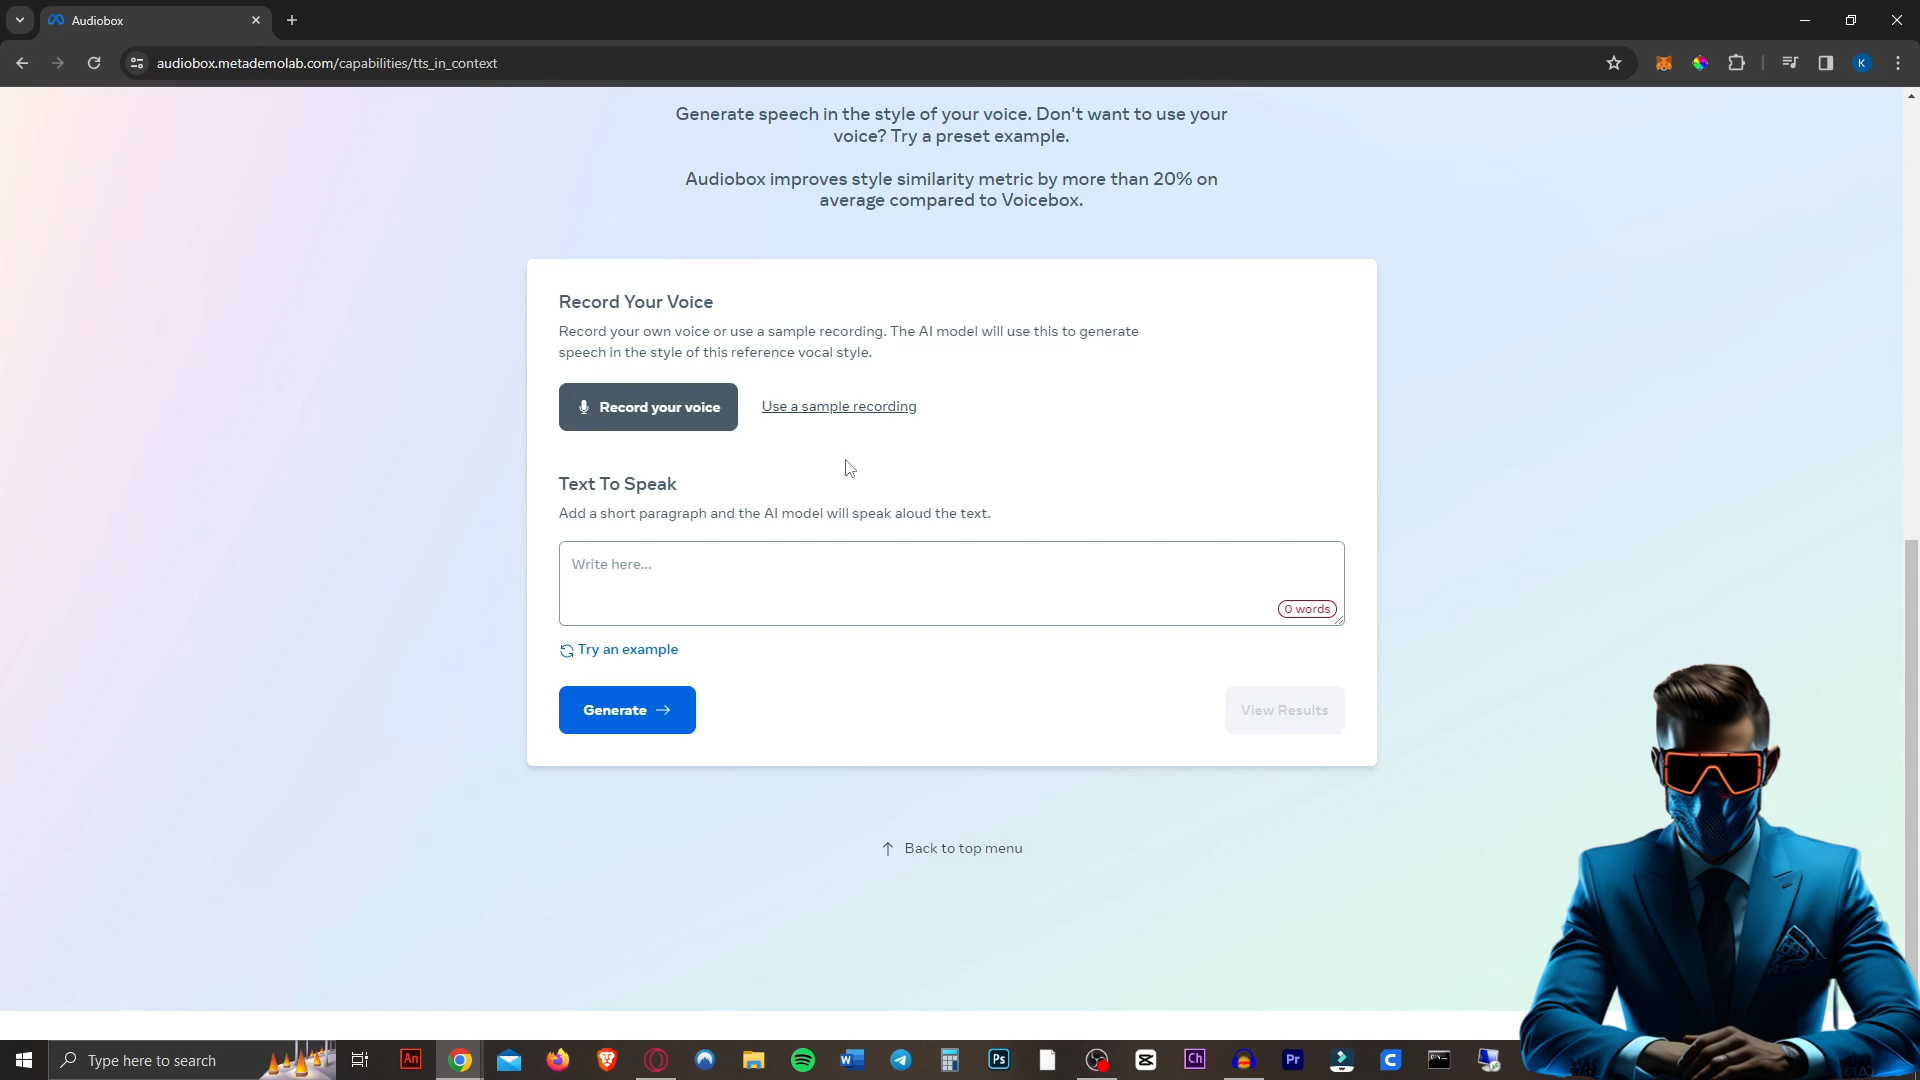 Audiobox
audiobox.metademolab.com/capabilities/tts_in_context
K
Generate speech in the style of your voice. Don't want to use your
voice? Try a preset example.
Audiobox improves style similarity metric by more than 20% on
average compared to Voicebox.
Record Your Voice
Record your own voice or use a sample recording. The AI model will use this to generate
speech in the style of this reference vocal style.
Record your voice
Use a sample recording
Text To Speak
Add a short paragraph and the AI model will speak aloud the text.
Write here...
0 words
Try an example
Generate
View Results
Back to top menu
Type here to search
An
Ps
Ch
Pr